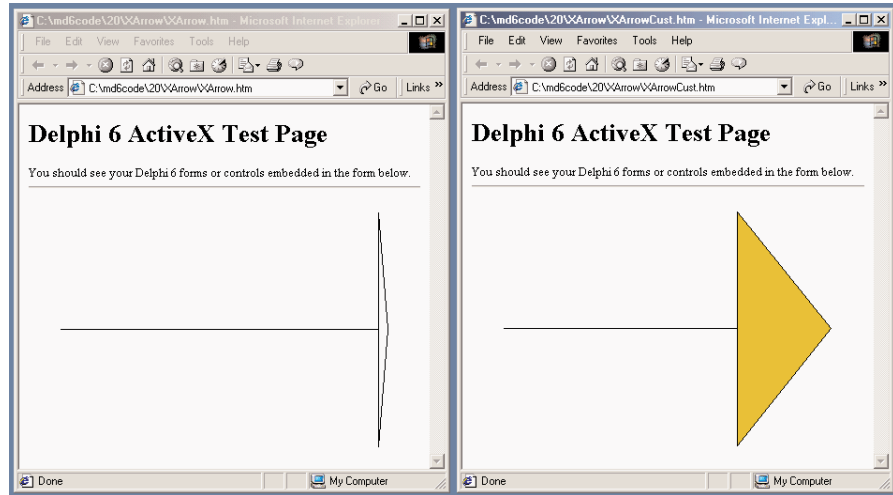 C:\md6code\20\XArrow\XArrow.htm - Microsoft Internet Explorer
File Edit View Favorites Tools Help
Address C:\md6code\20\XArrow\XArrow.htm Go Links »
Delphi 6 ActiveX Test Page
You should see your Delphi 6 forms or controls embedded in the form below.
Done My Computer
C:\md6code\20\XArrow\XArrowCust.htm - Microsoft Internet Expl...
File Edit View Favorites Tools Help
Address C:\md6code\20\XArrow\XArrowCust.htm Go Links »
Delphi 6 ActiveX Test Page
You should see your Delphi 6 forms or controls embedded in the form below.
Done My Computer